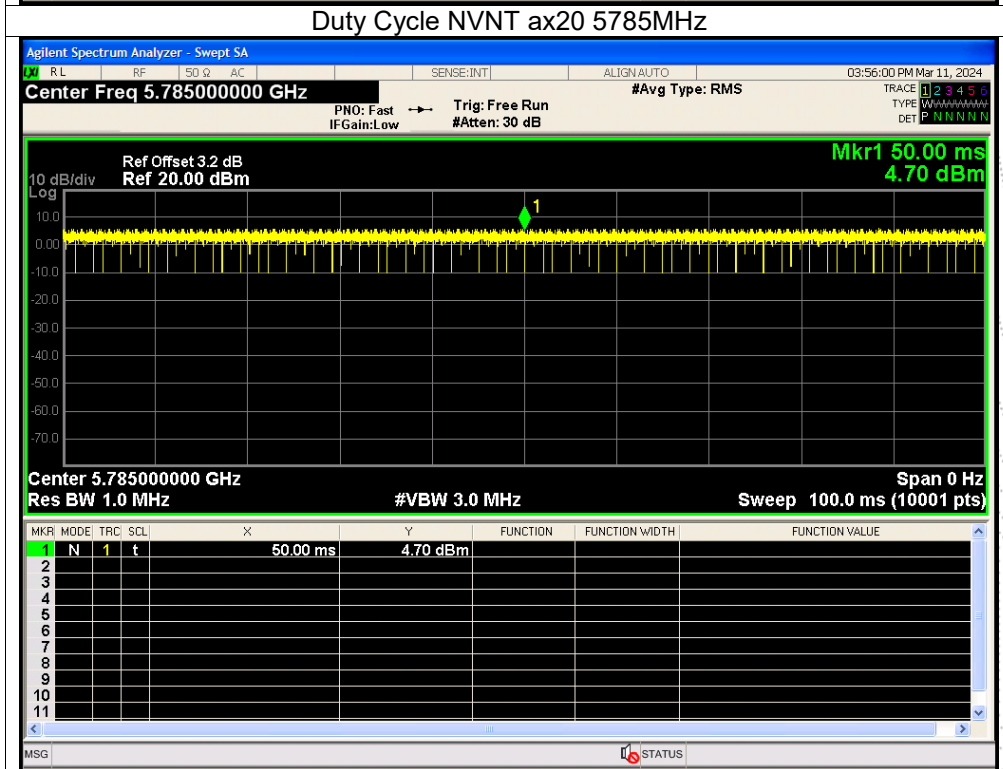 Duty Cycle NVNT ax20 5785MHz
Agilent Spectrum Analyzer - Swept SA
LXI RL RF 50 Ω AC SENSE:INT ALIGN AUTO 03:56:00 PM Mar 11, 2024
Center Freq 5.785000000 GHz #Avg Type: RMS TRACE 1 2 3 4 5 6
PNO: Fast Trig: Free Run TYPE W
IFGain:Low #Atten: 30 dB DET P N N N N N
Mkr1 50.00 ms
Ref Offset 3.2 dB
10 dB/div Ref 20.00 dBm 4.70 dBm
Log
1
10.0
0.00
-10.0
-20.0
-30.0
-40.0
-50.0
-60.0
-70.0
Center 5.785000000 GHz Span 0 Hz
Res BW 1.0 MHz #VBW 3.0 MHz Sweep 100.0 ms (10001 pts)
MKR MODE TRC SCL X Y FUNCTION FUNCTION WIDTH FUNCTION VALUE
1 N 1 t 50.00 ms 4.70 dBm
2
3
4
5
6
7
8
9
10
11
MSG STATUS